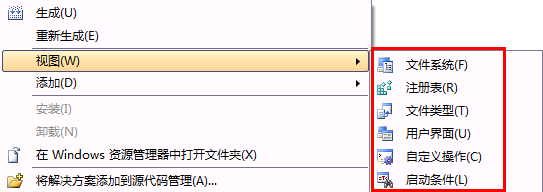 生成(U)
重新生成(E)
视图(W)
添加(D)
安装(I)
卸载(N)
在 Windows 资源管理器中打开文件夹(X)
将解决方案添加到源代码管理(A)...
文件系统(F)
注册表(R)
文件类型(T)
用户界面(U)
自定义操作(C)
启动条件(L)